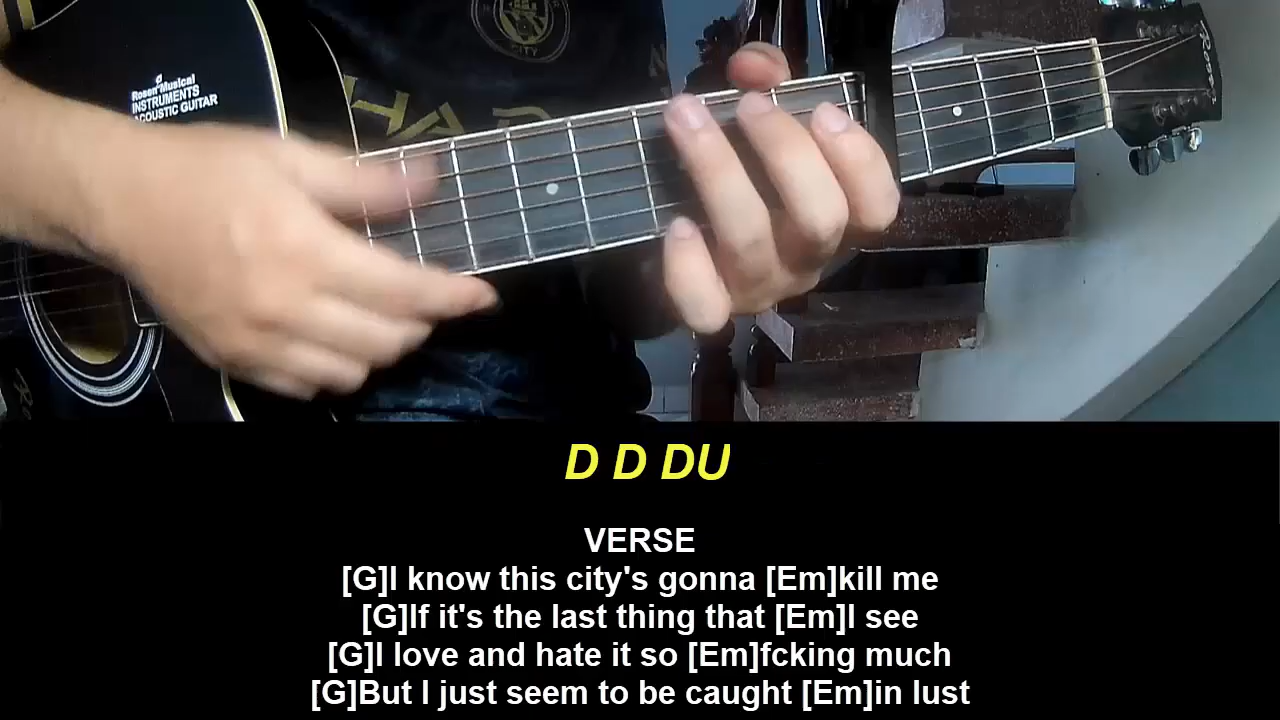 CITY
Rosen Musical
INSTRUMENTS
ACOUSTIC GUITAR
D D DU
VERSE
[G]I know this city's gonna [Em]kill me
[G]If it's the last thing that [Em]I see
[G]I love and hate it so [Em]fcking much
[G]But I just seem to be caught [Em]in lust